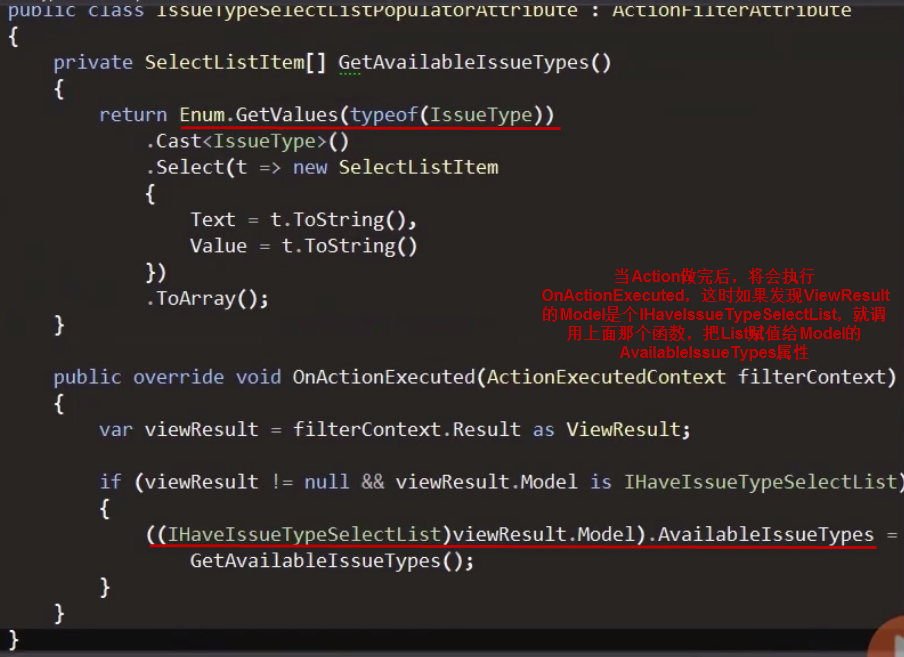 public class IssueTypeSelectListPopulatorAttribute : ActionFilterAttribute
{
private SelectListItem[] GetAvailableIssueTypes()
{
return Enum.GetValues(typeof(IssueType))
.Cast<IssueType>()
.Select(t => new SelectListItem
{
Text = t.ToString(),
Value = t.ToString()
})
.ToArray();
}
当Action做完后，将会执行
OnActionExecuted，这时如果发现ViewResult
的Model是个IHaveIssueTypeSelectList，就调
用上面那个函数，把List赋值给Model的
AvailableIssueTypes属性
public override void OnActionExecuted(ActionExecutedContext filterContext)
{
var viewResult = filterContext.Result as ViewResult;
if (viewResult != null && viewResult.Model is IHaveIssueTypeSelectList)
{
((IHaveIssueTypeSelectList)viewResult.Model).AvailableIssueTypes =
GetAvailableIssueTypes();
}
}
}